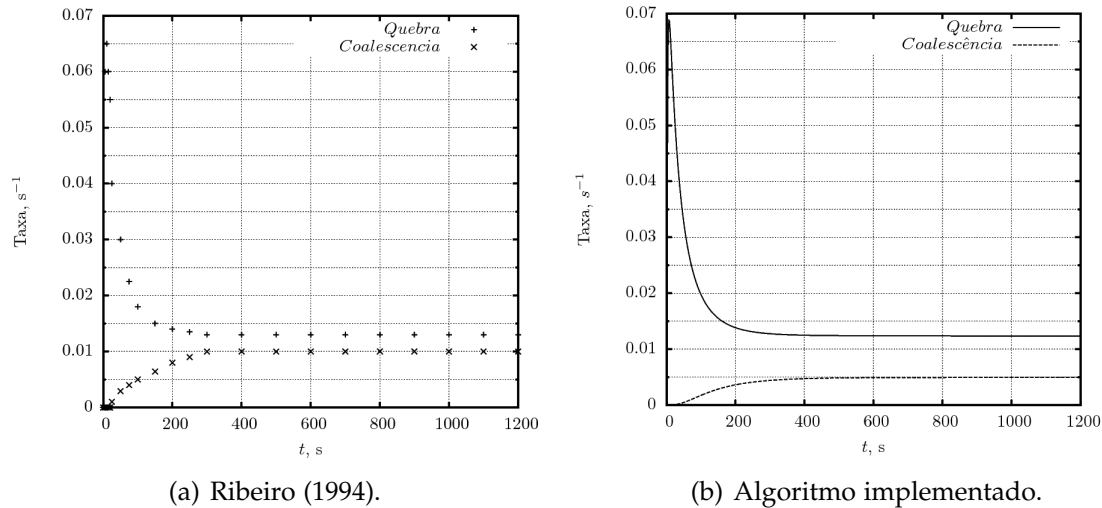 0.07
0.06
0.05
0.04
0.03
0.02
0.01
0
Taxa, s⁻¹
Quebra
Coalescencia
0 200 400 600 800 1000 1200
t, s
(a) Ribeiro (1994).
0.07
0.06
0.05
0.04
0.03
0.02
0.01
0
Taxa, s⁻¹
Quebra
Coalescência
0 200 400 600 800 1000 1200
t, s
(b) Algoritmo implementado.